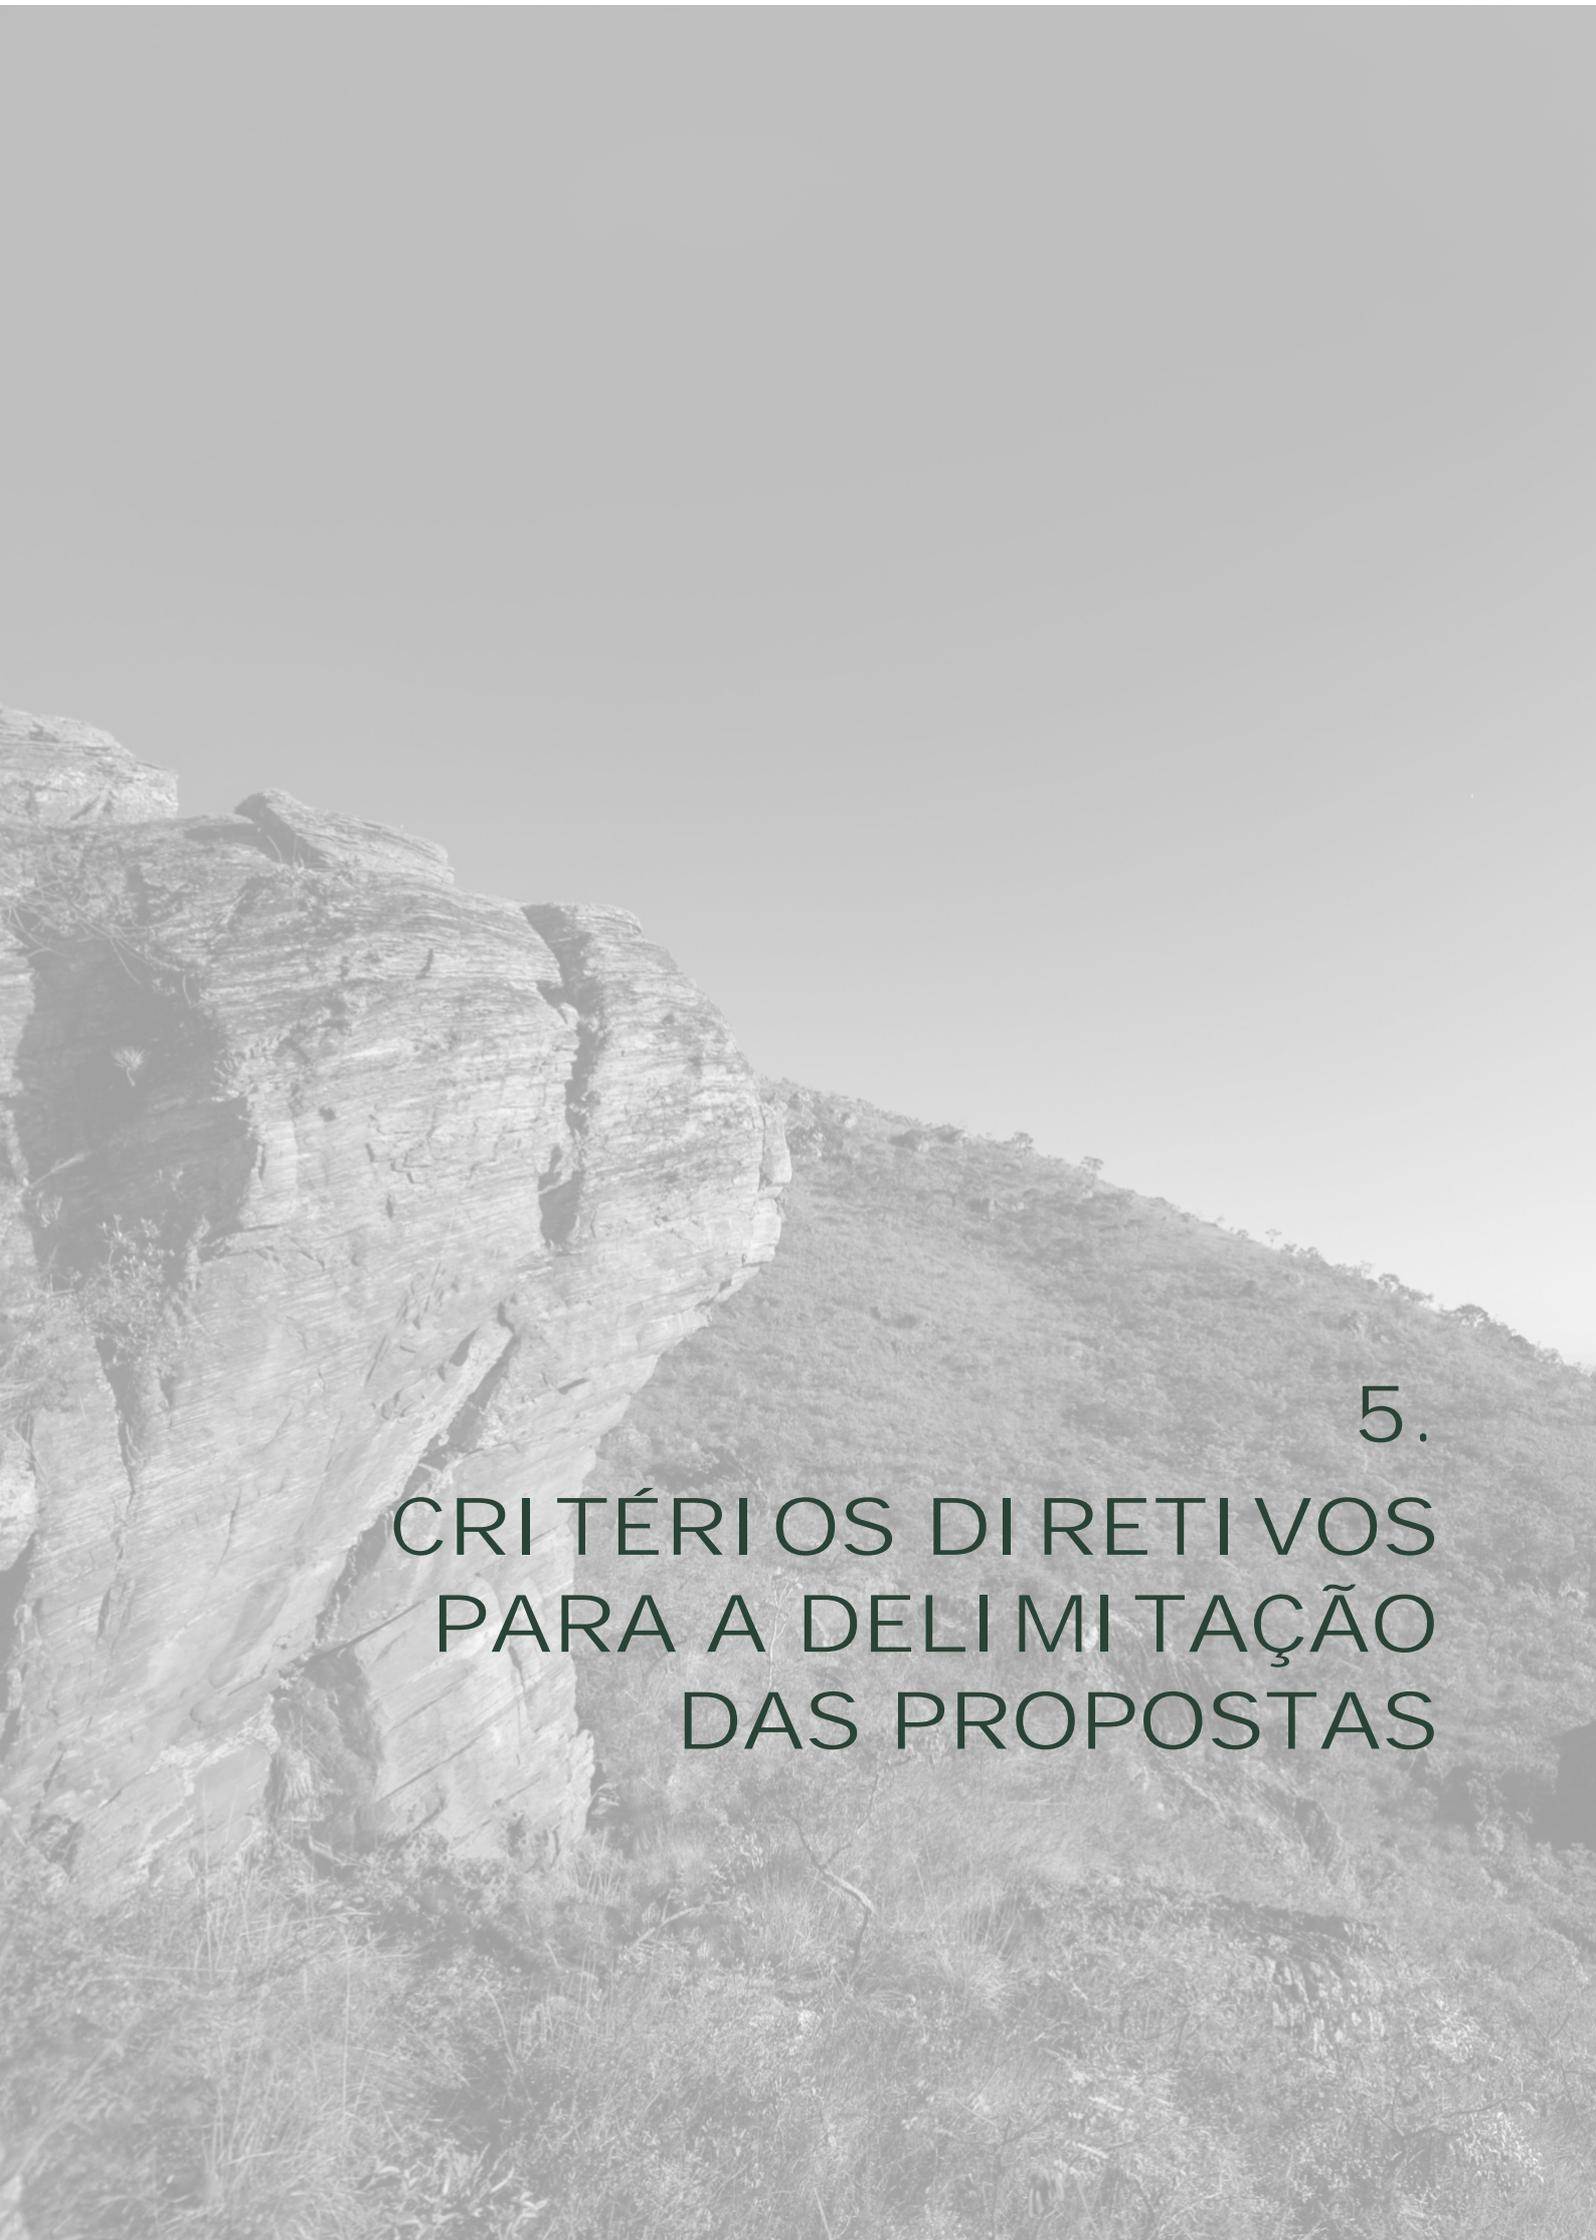 5.
CRITÉRIOS DIRETIVOS
PARA A DELIMITAÇÃO
DAS PROPOSTAS